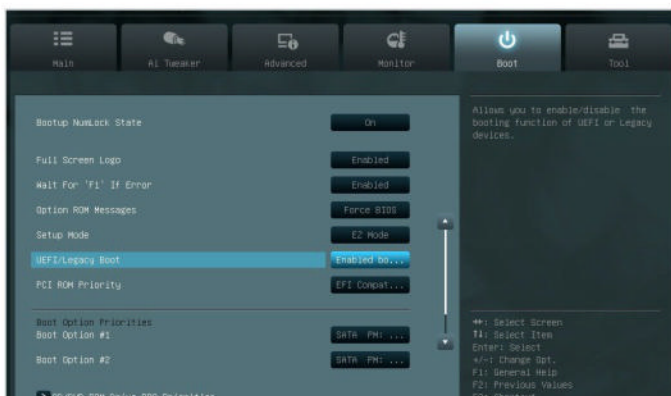 Main
Ai Tweaker
Advanced
Monitor
Boot
Tool
Bootup NumLock State
On
Full Screen Logo
Enabled
Wait For 'F1' If Error
Enabled
Option ROM Messages
Force BIOS
Setup Mode
EZ Mode
UEFI/Legacy Boot
Enabled bo...
PCI ROM Priority
EFI Compat...
Boot Option Priorities
Boot Option #1
SATA PM: ...
Boot Option #2
SATA PM: ...
Allows you to enable/disable the
booting function of UEFI or Legacy
devices.
→←: Select Screen
↑↓: Select Item
Enter: Select
+/-: Change Opt.
F1: General Help
F2: Previous Values